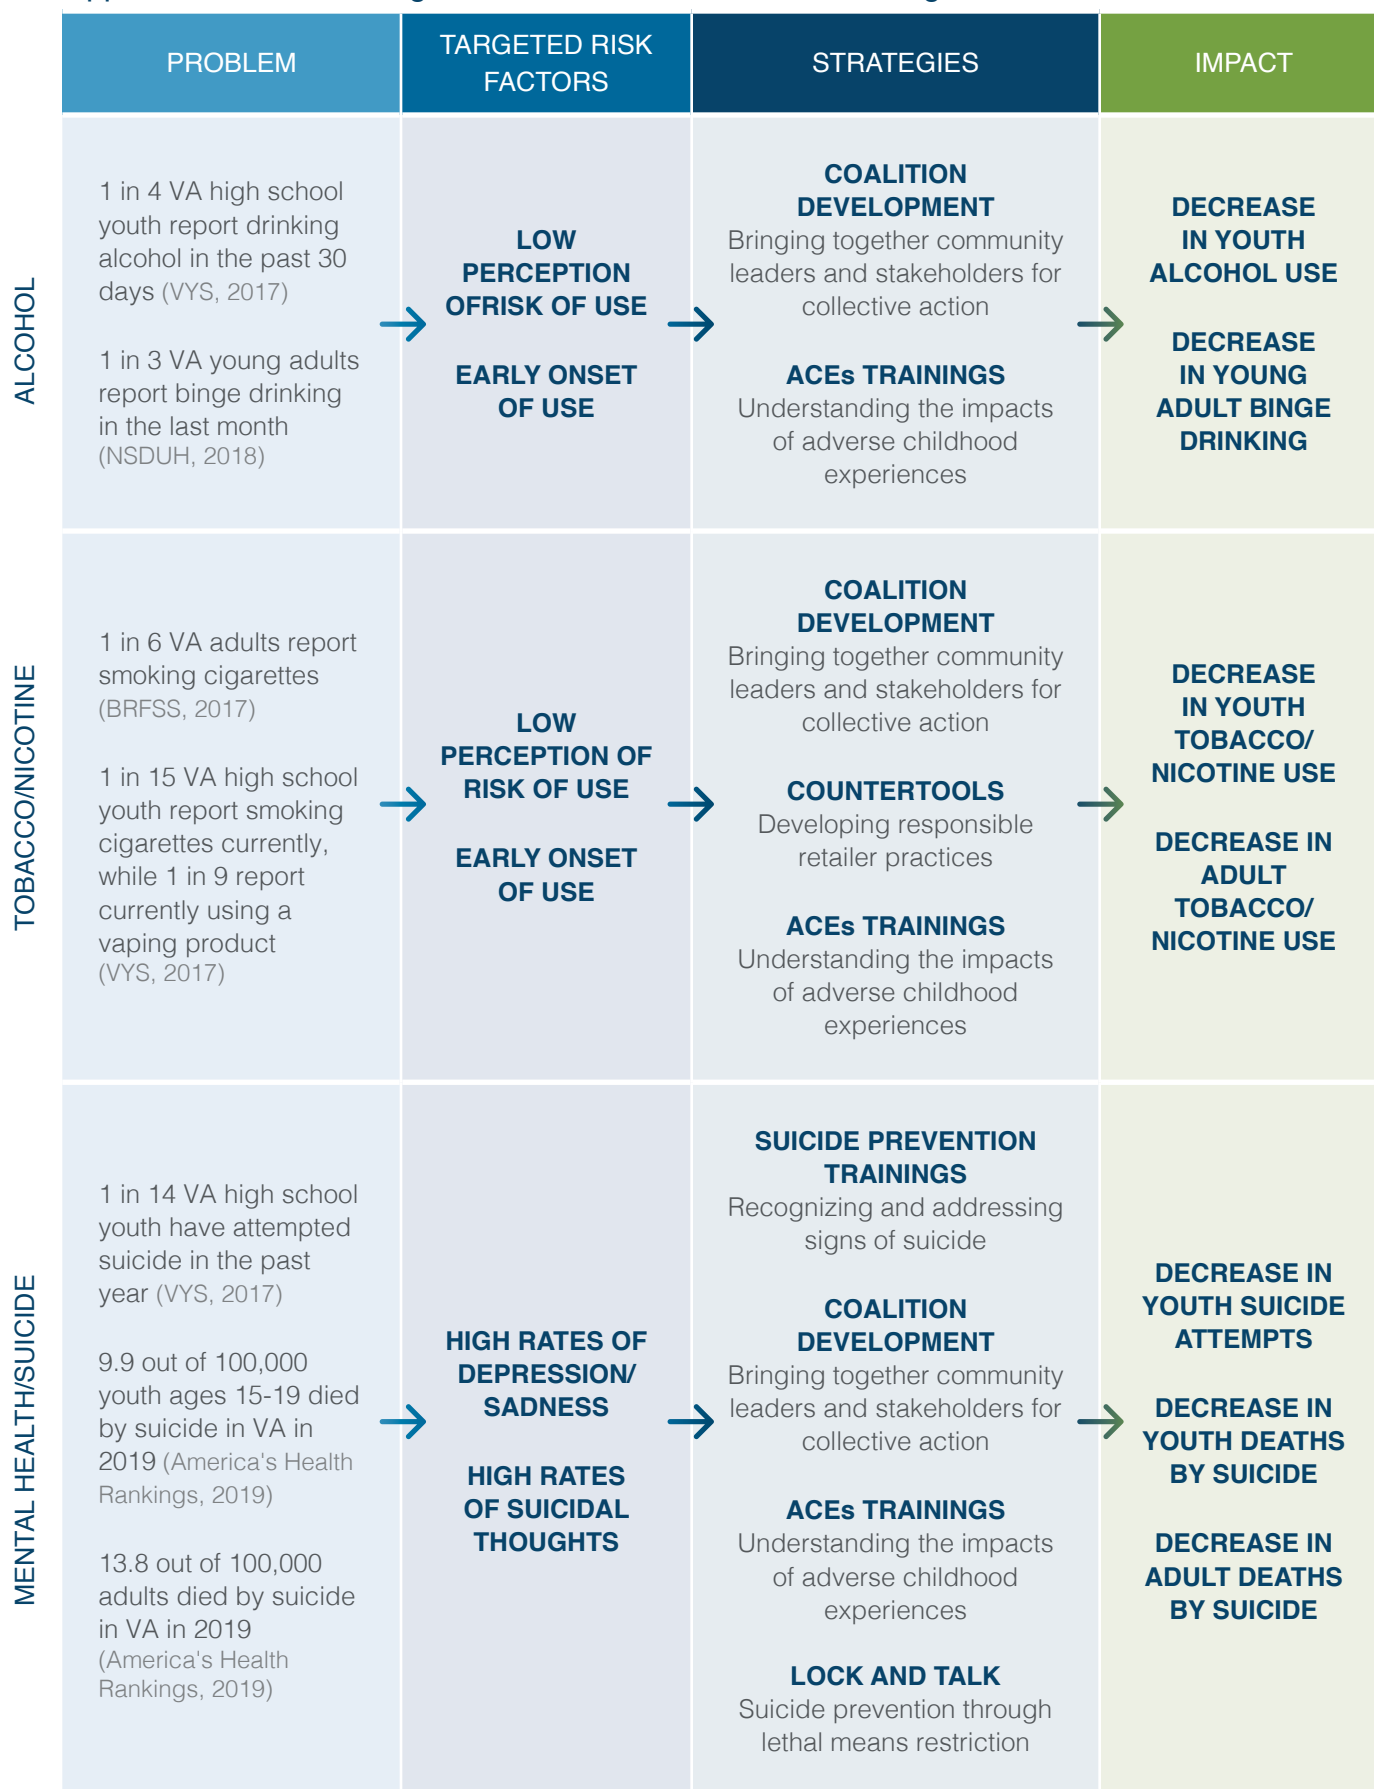 PROBLEM
TARGETED RISK
FACTORS
STRATEGIES
IMPACT
ALCOHOL
1 in 4 VA high school
youth report drinking
alcohol in the past 30
days (VYS, 2017)
1 in 3 VA young adults
report binge drinking
in the last month
(NSDUH, 2018)
LOW
PERCEPTION
OFRISK OF USE
EARLY ONSET
OF USE
COALITION
DEVELOPMENT
Bringing together community
leaders and stakeholders for
collective action
ACEs TRAININGS
Understanding the impacts
of adverse childhood
experiences
DECREASE
IN YOUTH
ALCOHOL USE
DECREASE
IN YOUNG
ADULT BINGE
DRINKING
TOBACCO/NICOTINE
1 in 6 VA adults report
smoking cigarettes
(BRFSS, 2017)
1 in 15 VA high school
youth report smoking
cigarettes currently,
while 1 in 9 report
currently using a
vaping product
(VYS, 2017)
LOW
PERCEPTION OF
RISK OF USE
EARLY ONSET
OF USE
COALITION
DEVELOPMENT
Bringing together community
leaders and stakeholders for
collective action
COUNTERTOOLS
Developing responsible
retailer practices
ACEs TRAININGS
Understanding the impacts
of adverse childhood
experiences
DECREASE
IN YOUTH
TOBACCO/
NICOTINE USE
DECREASE IN
ADULT
TOBACCO/
NICOTINE USE
MENTAL HEALTH/SUICIDE
1 in 14 VA high school
youth have attempted
suicide in the past
year (VYS, 2017)
9.9 out of 100,000
youth ages 15-19 died
by suicide in VA in
2019 (America's Health
Rankings, 2019)
13.8 out of 100,000
adults died by suicide
in VA in 2019
(America's Health
Rankings, 2019)
HIGH RATES OF
DEPRESSION/
SADNESS
HIGH RATES
OF SUICIDAL
THOUGHTS
SUICIDE PREVENTION
TRAININGS
Recognizing and addressing
signs of suicide
COALITION
DEVELOPMENT
Bringing together community
leaders and stakeholders for
collective action
ACEs TRAININGS
Understanding the impacts
of adverse childhood
experiences
LOCK AND TALK
Suicide prevention through
lethal means restriction
DECREASE IN
YOUTH SUICIDE
ATTEMPTS
DECREASE IN
YOUTH DEATHS
BY SUICIDE
DECREASE IN
ADULT DEATHS
BY SUICIDE